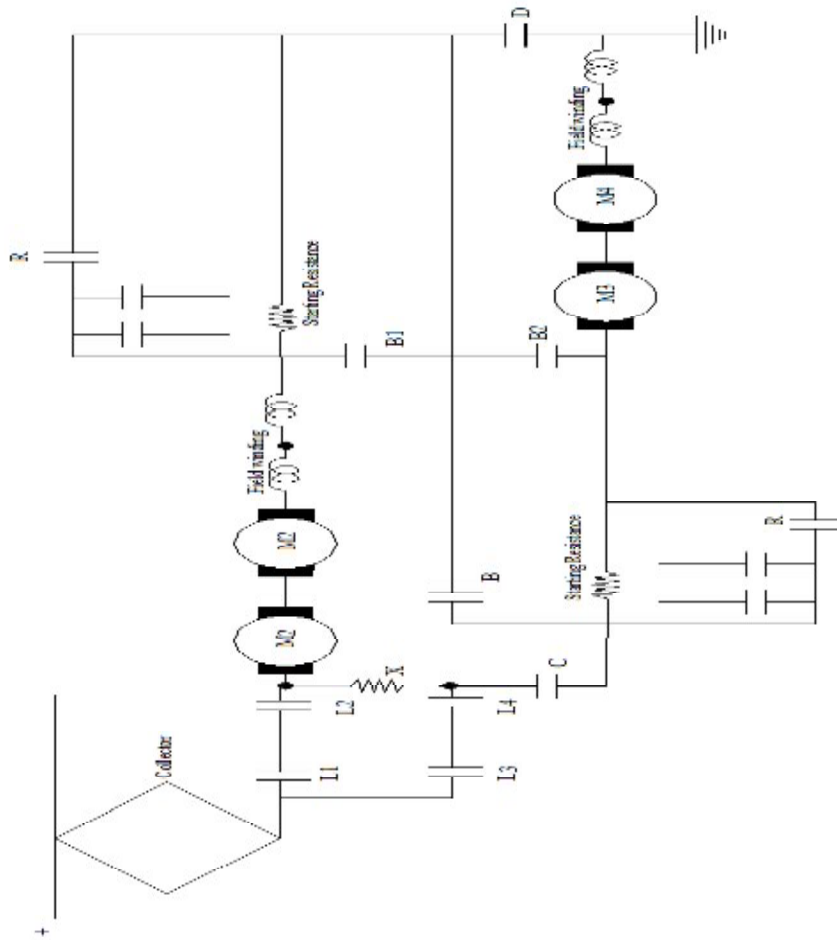 +
Collector
L1
L2
L3
L4
X
C
M2
M2
Field winding
Starting Resistance
R
B
B1
B2
Starting Resistance
R
M3
M4
Field winding
D